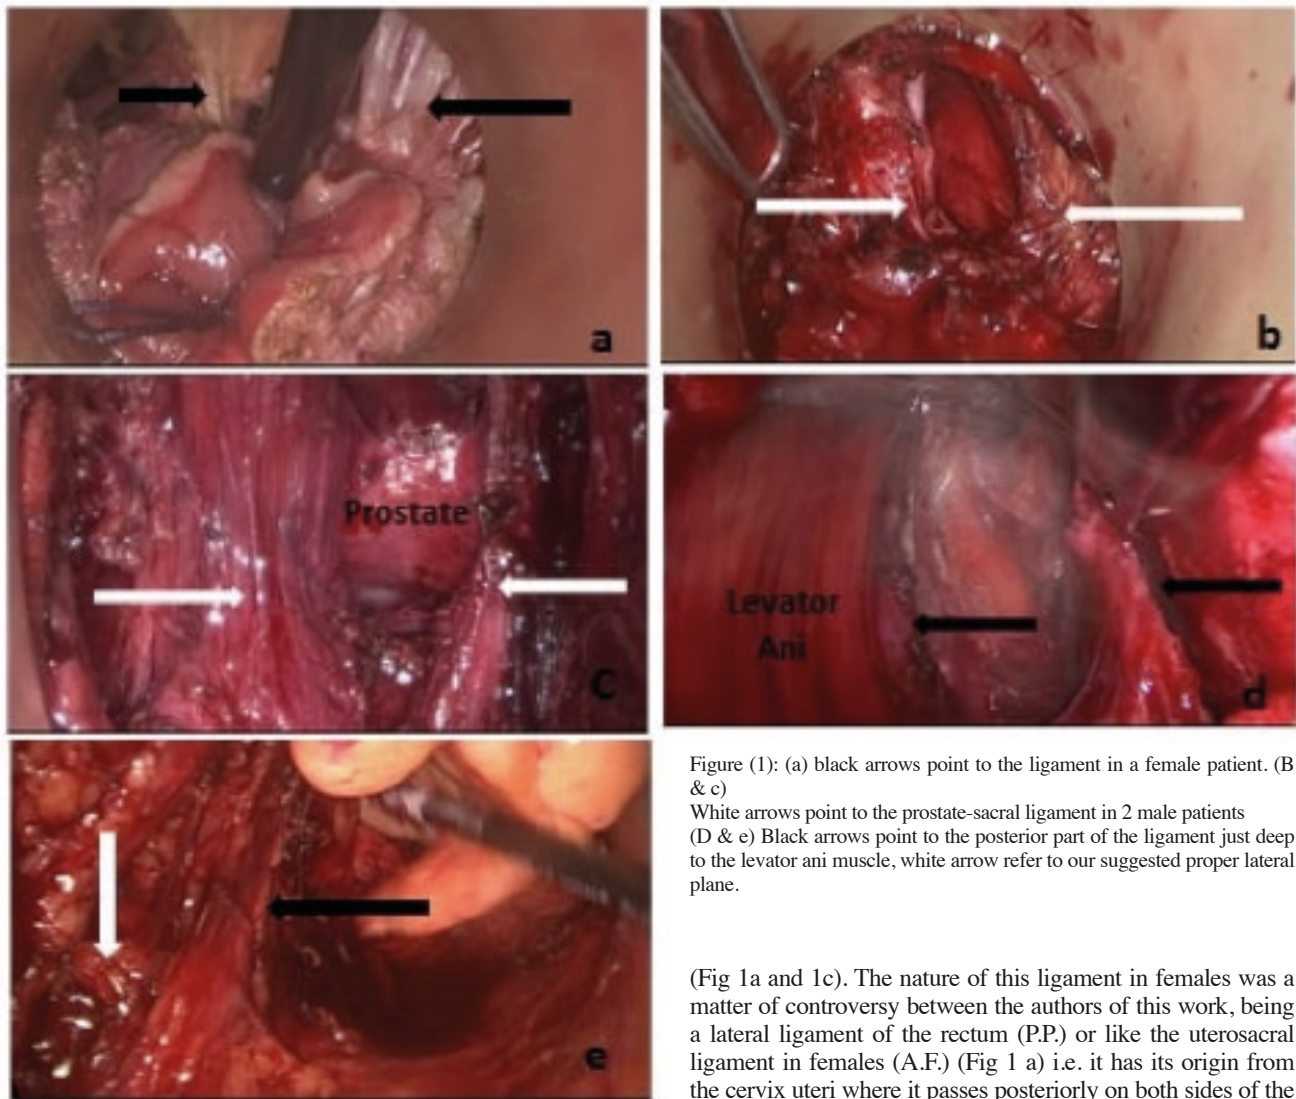 a
b
Prostate
C
Levator
Ani
d
e
Figure (1): (a) black arrows point to the ligament in a female patient. (B
& c)
White arrows point to the prostate-sacral ligament in 2 male patients
(D & e) Black arrows point to the posterior part of the ligament just deep
to the levator ani muscle, white arrow refer to our suggested proper lateral
plane.
(Fig 1a and 1c). The nature of this ligament in females was a
matter of controversy between the authors of this work, being
a lateral ligament of the rectum (P.P.) or like the uterosacral
ligament in females (A.F.) (Fig 1 a) i.e. it has its origin from
the cervix uteri where it passes posteriorly on both sides of the